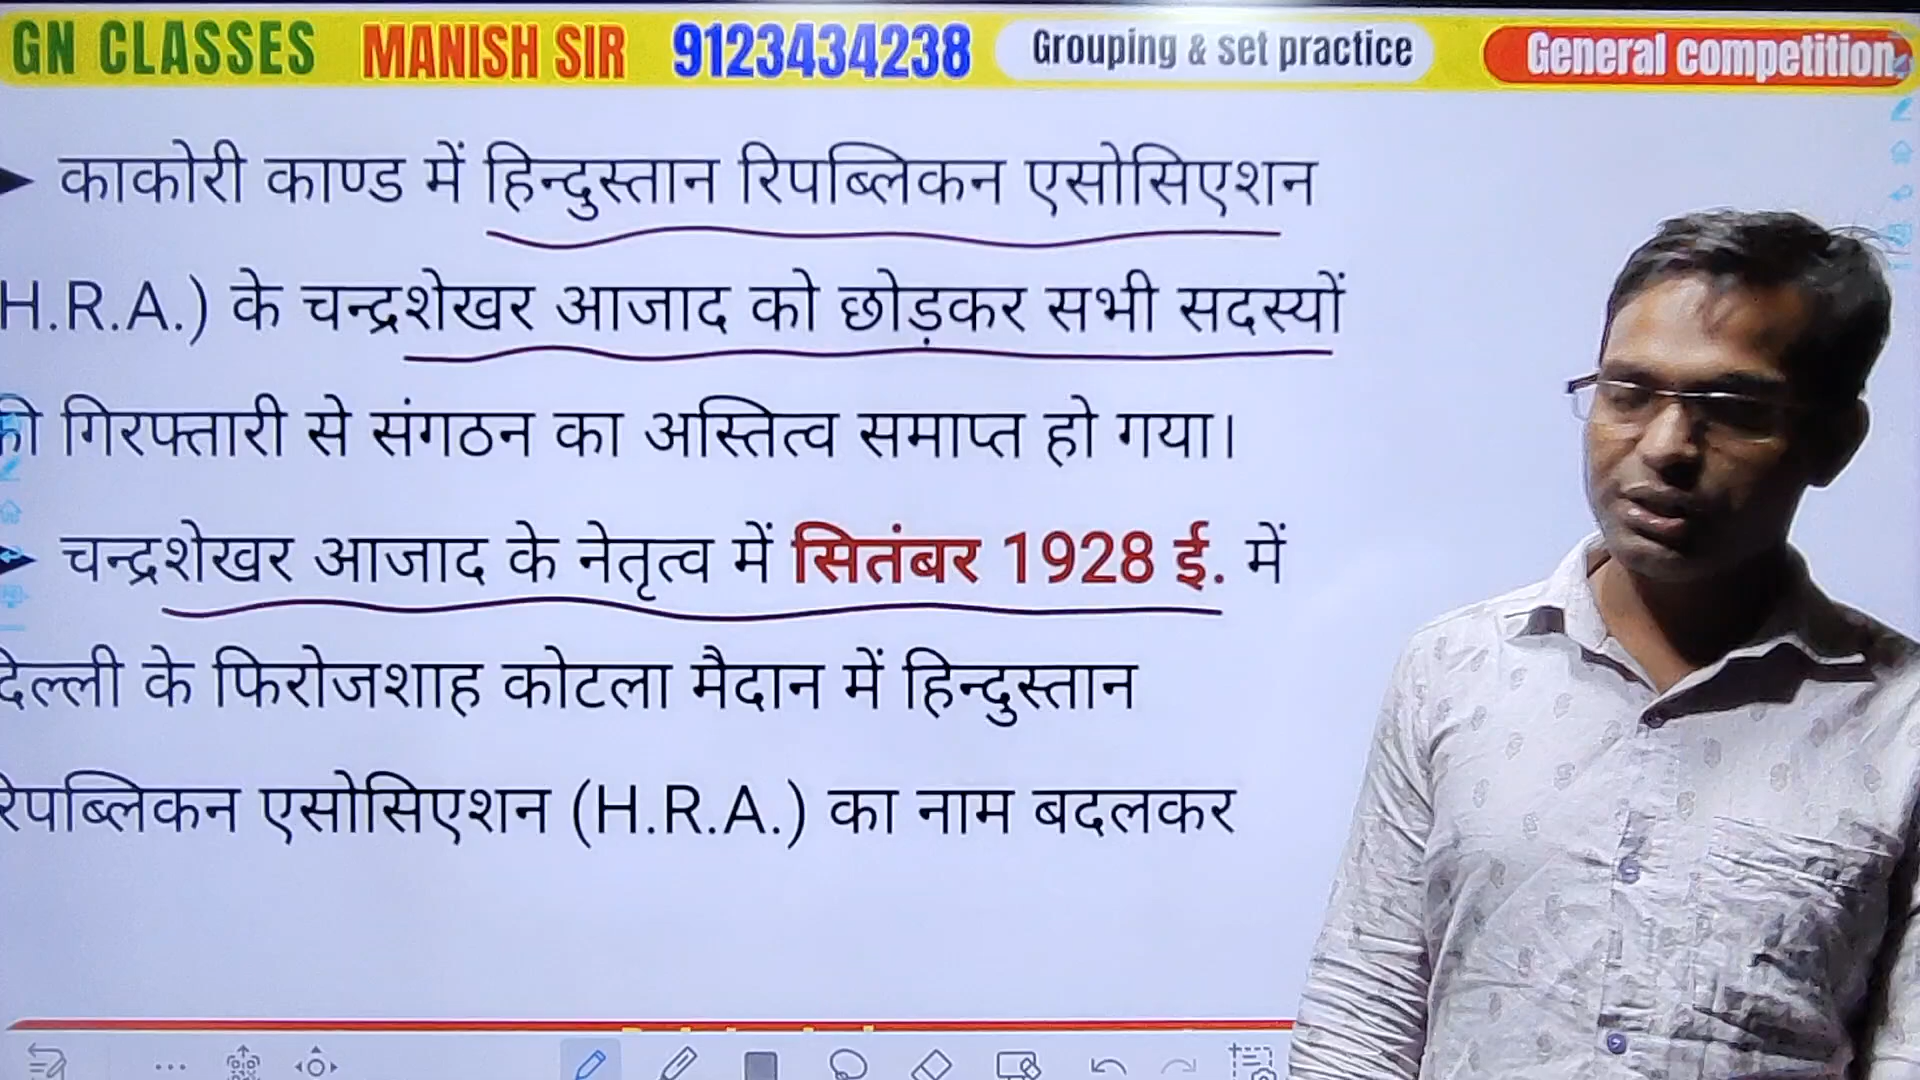 GN CLASSES MANISH SIR 9123434238 Grouping & set practice General competition
काकोरी काण्ड में हिन्दुस्तान रिपब्लिकन एसोसिएशन
H.R.A.) के चन्द्रशेखर आजाद को छोड़कर सभी सदस्यों
की गिरफ्तारी से संगठन का अस्तित्व समाप्त हो गया।
चन्द्रशेखर आजाद के नेतृत्व में सितंबर 1928 ई. में
दिल्ली के फिरोजशाह कोटला मैदान में हिन्दुस्तान
रिपब्लिकन एसोसिएशन (H.R.A.) का नाम बदलकर